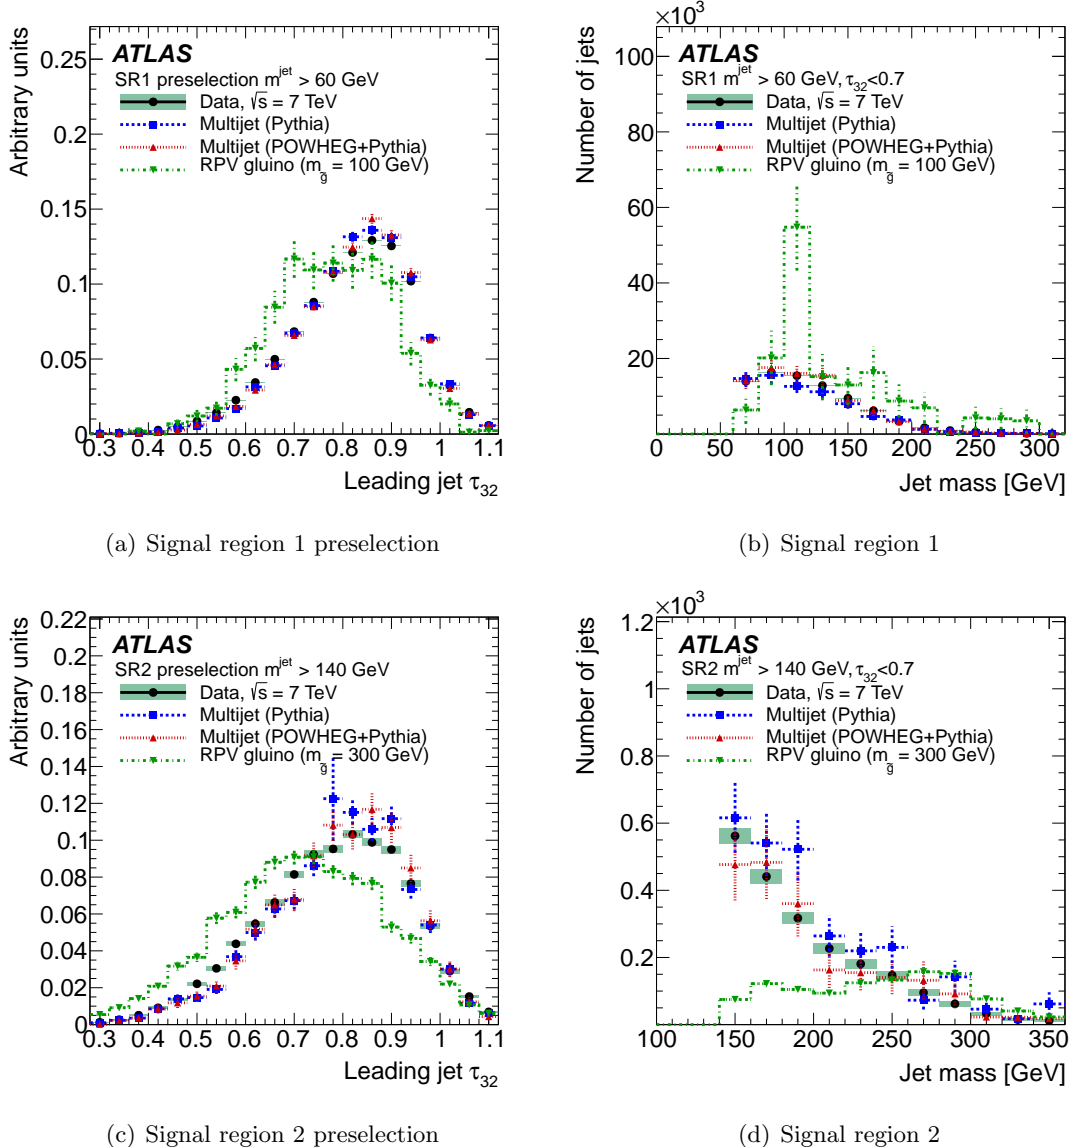 Arbitrary units
ATLAS
SR1 preselection m^jet > 60 GeV
Data, √s = 7 TeV
Multijet (Pythia)
Multijet (POWHEG+Pythia)
RPV gluino (m_g̃ = 100 GeV)
0.25
0.2
0.15
0.1
0.05
0
0.3 0.4 0.5 0.6 0.7 0.8 0.9 1 1.1
Leading jet τ32
(a) Signal region 1 preselection
×10³
Number of jets
ATLAS
SR1 m^jet > 60 GeV, τ32<0.7
Data, √s = 7 TeV
Multijet (Pythia)
Multijet (POWHEG+Pythia)
RPV gluino (m_g̃ = 100 GeV)
100
80
60
40
20
0
0 50 100 150 200 250 300
Jet mass [GeV]
(b) Signal region 1
Arbitrary units
ATLAS
SR2 preselection m^jet > 140 GeV
Data, √s = 7 TeV
Multijet (Pythia)
Multijet (POWHEG+Pythia)
RPV gluino (m_g̃ = 300 GeV)
0.22
0.2
0.18
0.16
0.14
0.12
0.1
0.08
0.06
0.04
0.02
0
0.3 0.4 0.5 0.6 0.7 0.8 0.9 1 1.1
Leading jet τ32
(c) Signal region 2 preselection
×10³
Number of jets
ATLAS
SR2 m^jet > 140 GeV, τ32<0.7
Data, √s = 7 TeV
Multijet (Pythia)
Multijet (POWHEG+Pythia)
RPV gluino (m_g̃ = 300 GeV)
1.2
1
0.8
0.6
0.4
0.2
0
100 150 200 250 300 350
Jet mass [GeV]
(d) Signal region 2